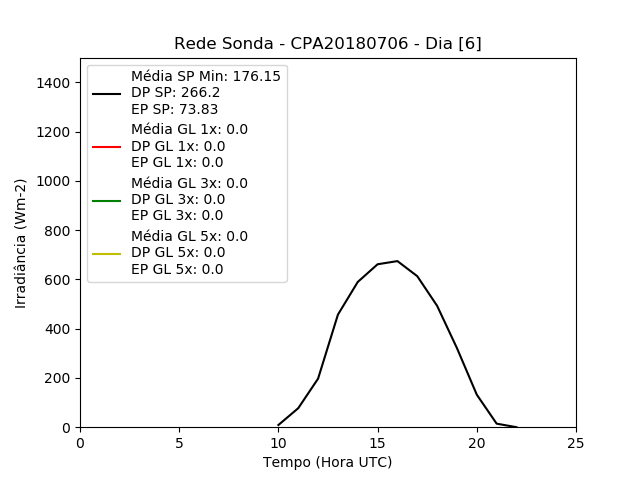 Rede Sonda - CPA20180706 - Dia [6]
Média SP Min: 176.15
DP SP: 266.2
EP SP: 73.83
Média GL 1x: 0.0
DP GL 1x: 0.0
EP GL 1x: 0.0
Média GL 3x: 0.0
DP GL 3x: 0.0
EP GL 3x: 0.0
Média GL 5x: 0.0
DP GL 5x: 0.0
EP GL 5x: 0.0
Irradiância (Wm-2)
1400
1200
1000
800
600
400
200
0
0 5 10 15 20 25
Tempo (Hora UTC)